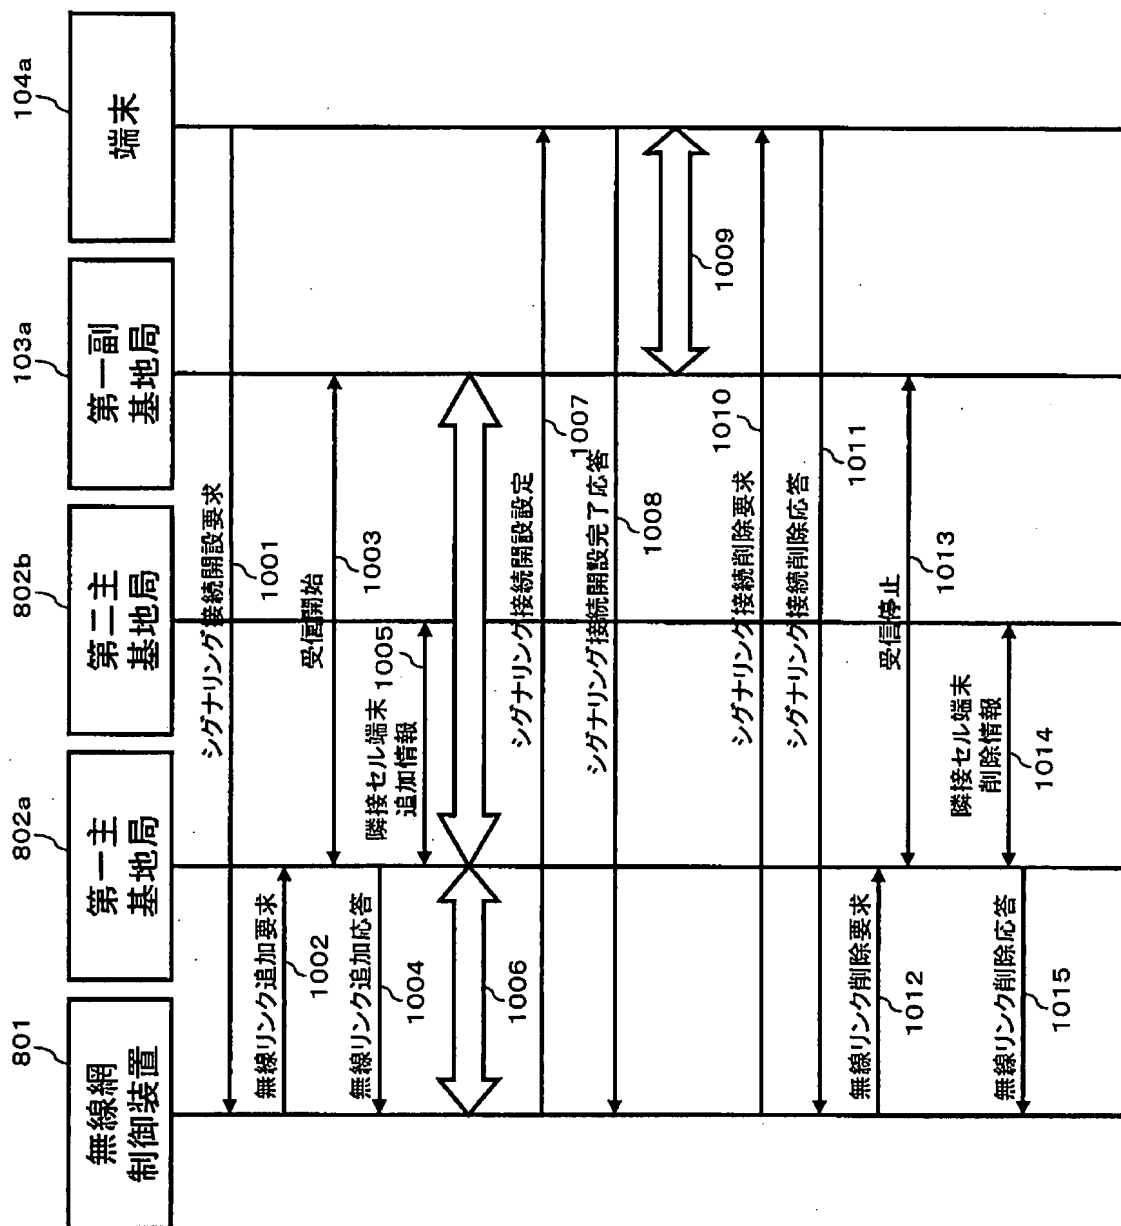 801
無線網
制御装置
802a
第一主
基地局
802b
第二主
基地局
103a
第一副
基地局
104a
端末
シグナリング接続開設要求
1001
無線リンク追加要求
1002
受信開始
1003
無線リンク追加応答
1004
隣接セル端末
追加情報
1005
1006
シグナリング接続開設設定
1007
シグナリング接続開設完了応答
1008
1009
シグナリング接続削除要求
1010
シグナリング接続削除応答
1011
無線リンク削除要求
1012
受信停止
1013
隣接セル端末
削除情報
1014
無線リンク削除応答
1015